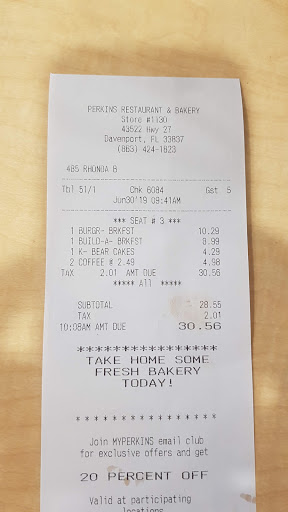 PERKINS RESTAURANT & BAKERY
Store #1130
43522 Hwy 27
Davenport, FL 33837
(863) 424-1823
485 RHONDA B
Tbl 51/1 Chk 6084 Gst 5
Jun30'19 09:41AM
*** SEAT # 3 ***
1 BURGR- BRKFST 10.29
1 BUILD-A- BRKFST 8.99
1 K- BEAR CAKES 4.29
2 COFFEE @ 2.49 4.98
TAX 2.01 AMT DUE 30.56
***** All *****
SUBTOTAL 28.55
TAX 2.01
10:08AM AMT DUE 30.56
****************
TAKE HOME SOME
FRESH BAKERY
TODAY!
****************
Join MYPERKINS email club
for exclusive offers and get
20 PERCENT OFF
Valid at participating
locations